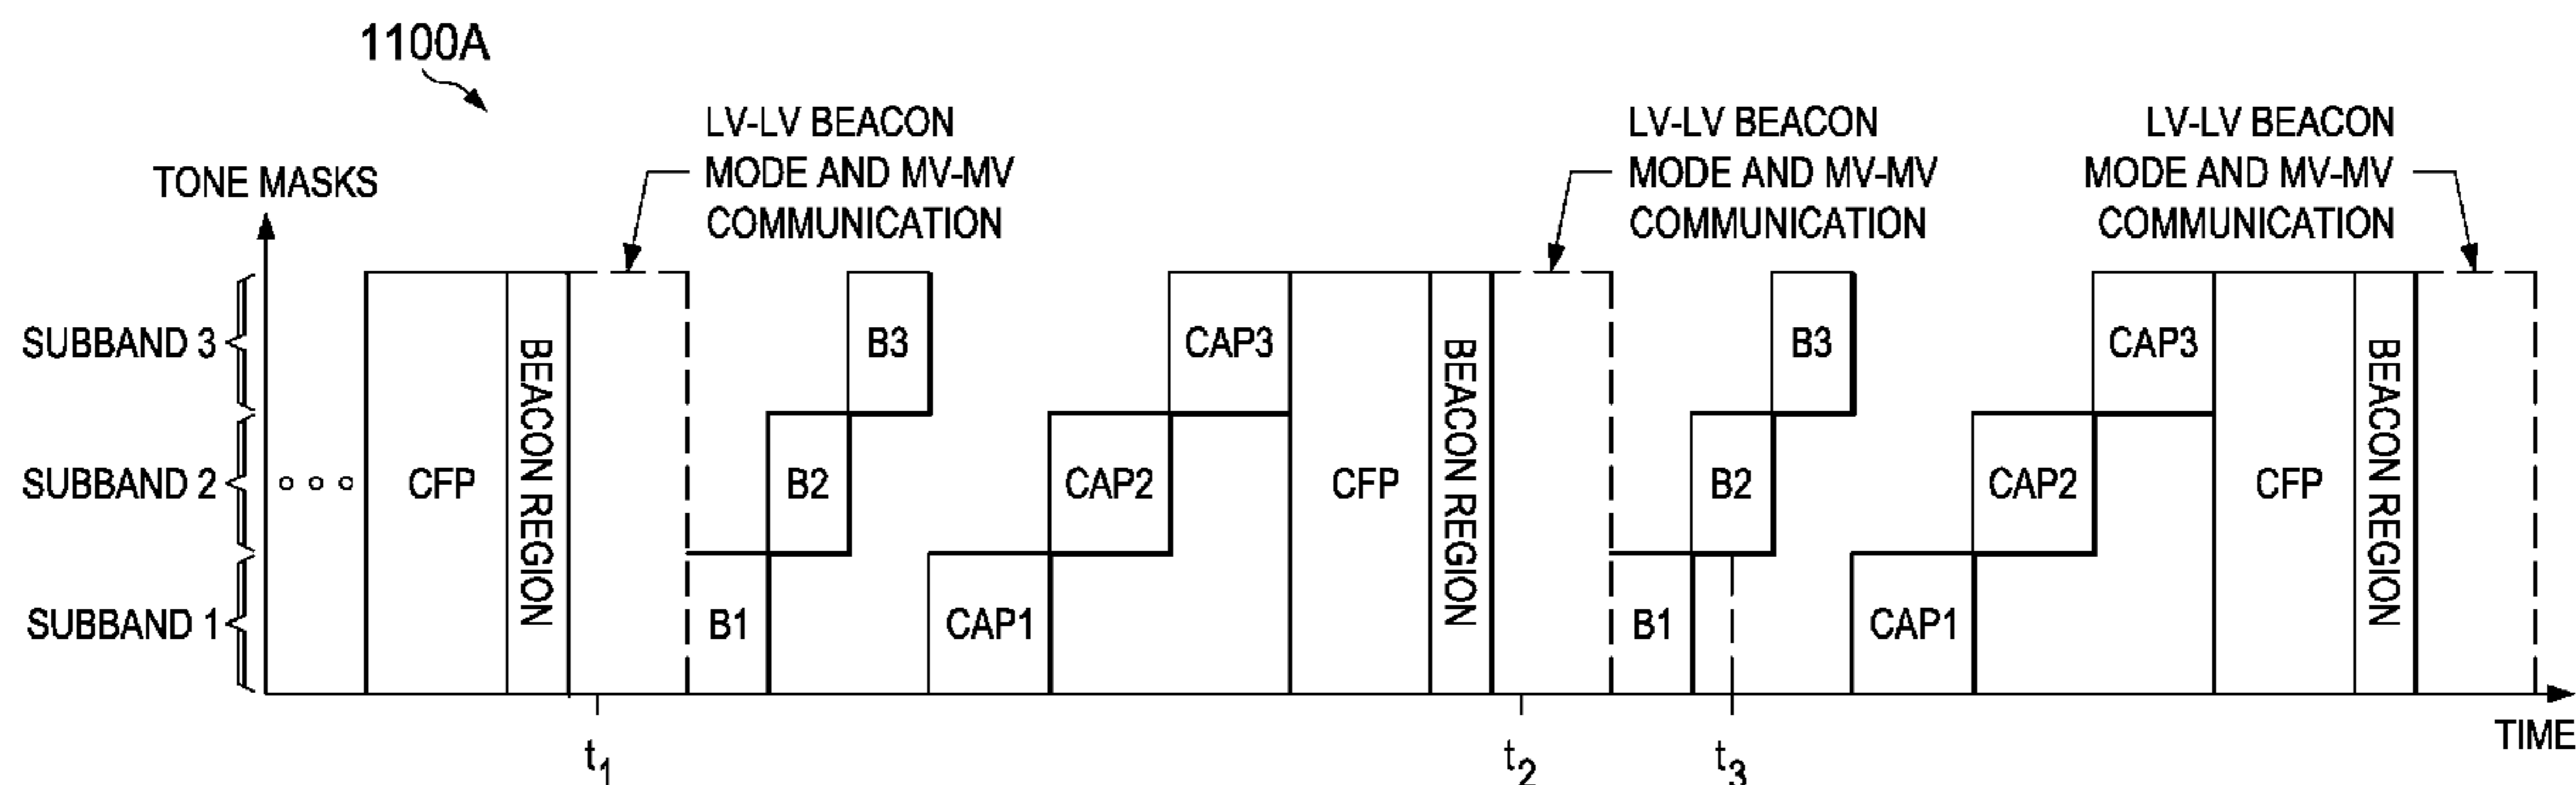 1100A
TONE MASKS
LV-LV BEACON
MODE AND MV-MV
COMMUNICATION
LV-LV BEACON
MODE AND MV-MV
COMMUNICATION
LV-LV BEACON
MODE AND MV-MV
COMMUNICATION
SUBBAND 3
SUBBAND 2
SUBBAND 1
CFP
BEACON REGION
B1
B2
B3
CAP1
CAP2
CAP3
CFP
BEACON REGION
B1
B2
B3
CAP1
CAP2
CAP3
CFP
BEACON REGION
t1
t2
t3
TIME